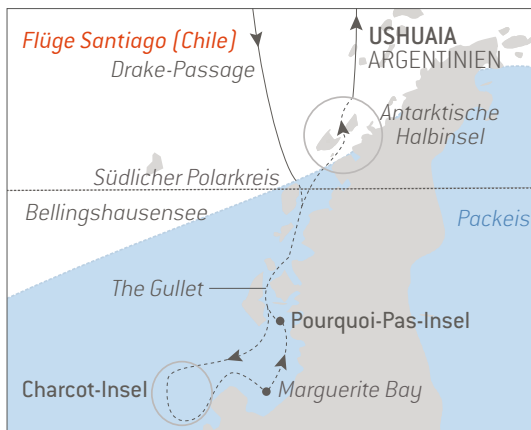 Flüge Santiago (Chile)
Drake-Passage
USHUAIA
ARGENTINIEN
Antarktische
Halbinsel
Südlicher Polarkreis
Bellingshausensee
Packeis
The Gullet
Pourquoi-Pas-Insel
Charcot-Insel
Marguerite Bay